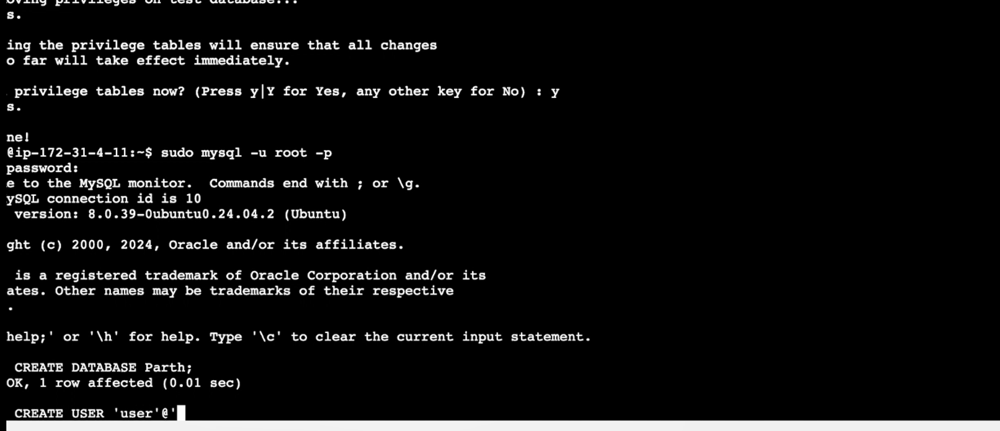 oving privileges on test database...
s.
ing the privilege tables will ensure that all changes
o far will take effect immediately.
privilege tables now? (Press y|Y for Yes, any other key for No) : y
s.
ne!
@ip-172-31-4-11:~$ sudo mysql -u root -p
password:
e to the MySQL monitor.  Commands end with ; or \g.
ySQL connection id is 10
version: 8.0.39-0ubuntu0.24.04.2 (Ubuntu)
ght (c) 2000, 2024, Oracle and/or its affiliates.
is a registered trademark of Oracle Corporation and/or its
ates. Other names may be trademarks of their respective
.
help;' or '\h' for help. Type '\c' to clear the current input statement.
CREATE DATABASE Parth;
OK, 1 row affected (0.01 sec)
CREATE USER 'user'@'